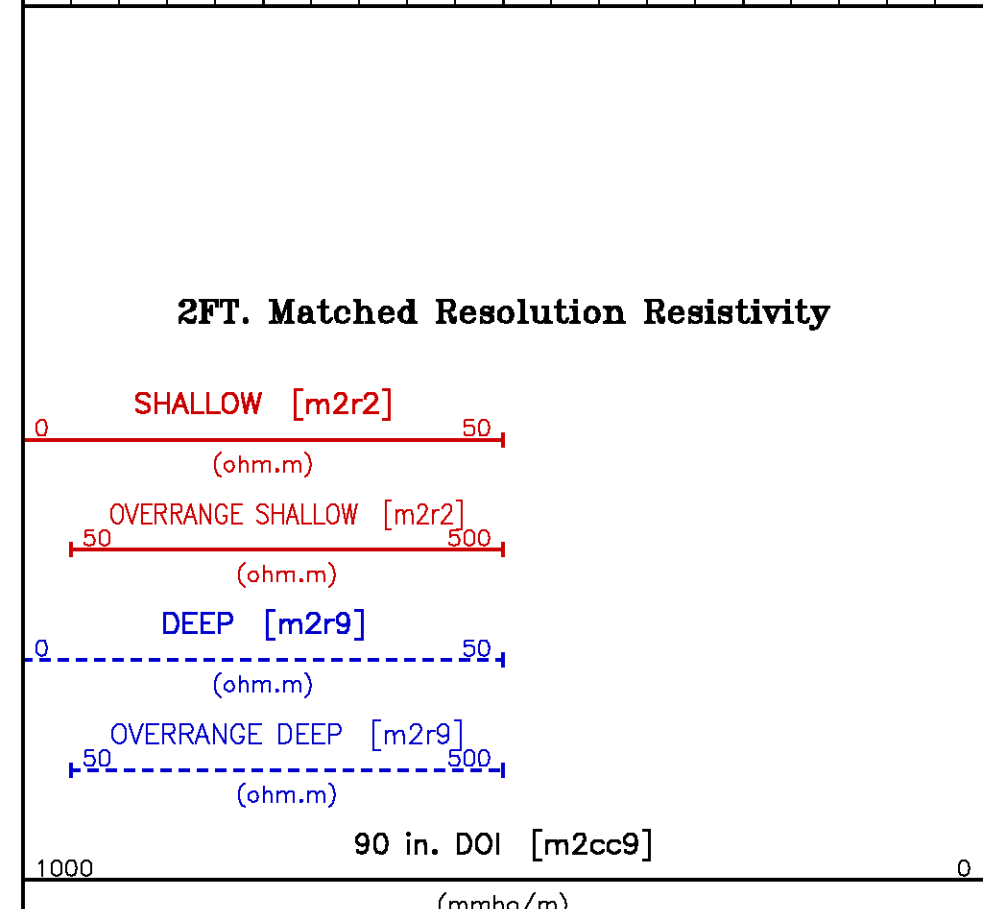 2FT. Matched Resolution Resistivity
SHALLOW [m2r2]
0 50
(ohm.m)
OVERRANGE SHALLOW [m2r2]
50 500
(ohm.m)
DEEP [m2r9]
0 50
(ohm.m)
OVERRANGE DEEP [m2r9]
50 500
(ohm.m)
90 in. DOI [m2cc9]
1000 0
(mmho/m)